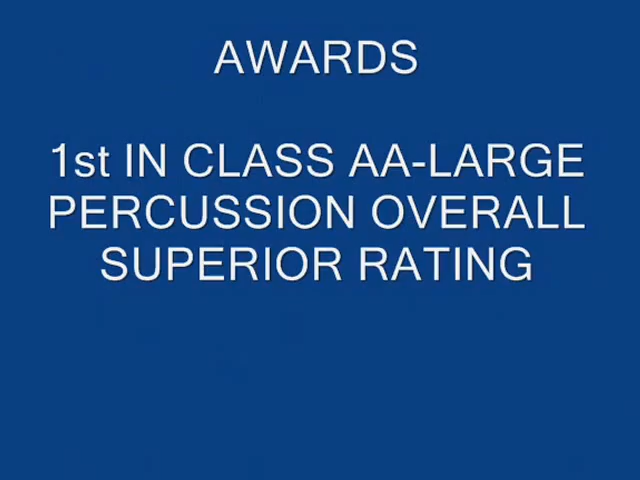 AWARDS
1st IN CLASS AA-LARGE
PERCUSSION OVERALL
SUPERIOR RATING